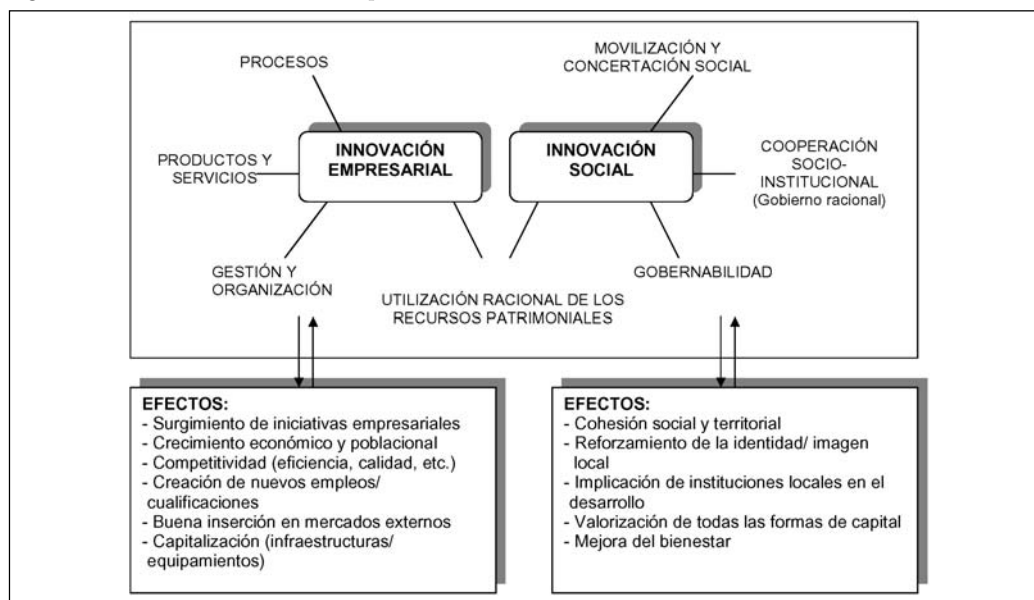 PROCESOS
MOVILIZACIÓN Y
CONCERTACIÓN SOCIAL
INNOVACIÓN
EMPRESARIAL
INNOVACIÓN
SOCIAL
PRODUCTOS Y
SERVICIOS
COOPERACIÓN
SOCIO-
INSTITUCIONAL
(Gobierno racional)
GESTIÓN Y
ORGANIZACIÓN
GOBERNABILIDAD
UTILIZACIÓN RACIONAL DE LOS
RECURSOS PATRIMONIALES
EFECTOS:
- Surgimiento de iniciativas empresariales
- Crecimiento económico y poblacional
- Competitividad (eficiencia, calidad, etc.)
- Creación de nuevos empleos/
cualificaciones
- Buena inserción en mercados externos
- Capitalización (infraestructuras/
equipamientos)
EFECTOS:
- Cohesión social y territorial
- Reforzamiento de la identidad/ imagen
local
- Implicación de instituciones locales en el
desarrollo
- Valorización de todas las formas de capital
- Mejora del bienestar